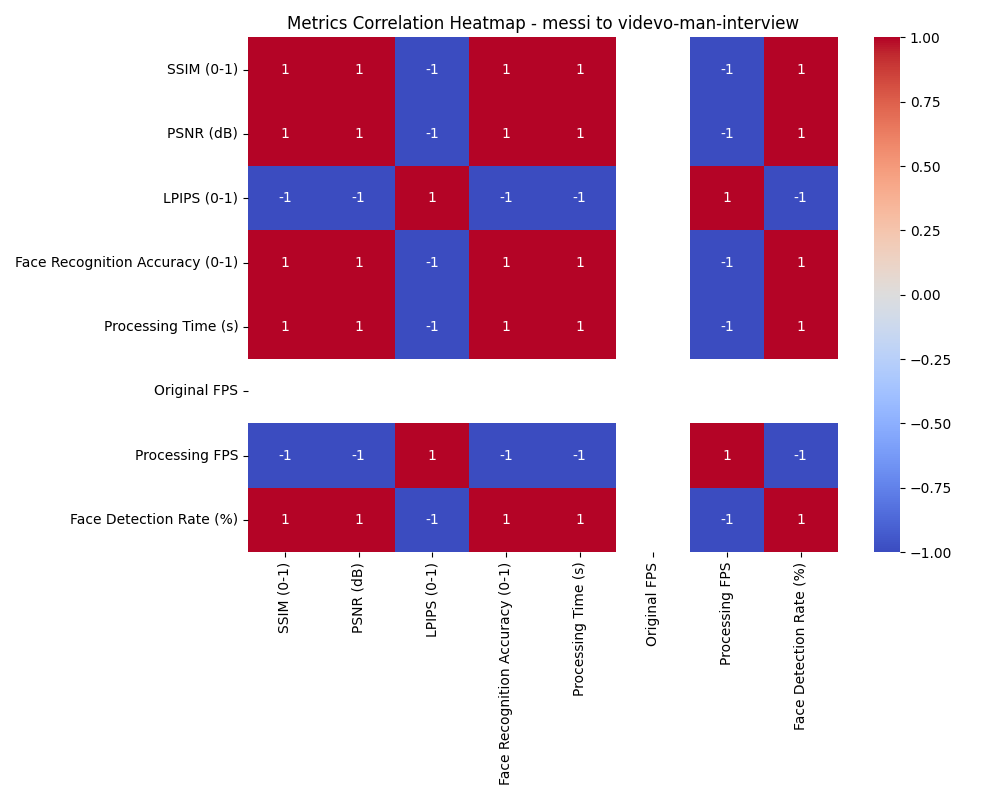 Metrics Correlation Heatmap - messi to videvo-man-interview
SSIM (0-1) 1 1 -1 1 1 -1 1
PSNR (dB) 1 1 -1 1 1 -1 1
LPIPS (0-1) -1 -1 1 -1 -1 1 -1
Face Recognition Accuracy (0-1) 1 1 -1 1 1 -1 1
Processing Time (s) 1 1 -1 1 1 -1 1
Original FPS
Processing FPS -1 -1 1 -1 -1 1 -1
Face Detection Rate (%) 1 1 -1 1 1 -1 1
SSIM (0-1)
PSNR (dB)
LPIPS (0-1)
Face Recognition Accuracy (0-1)
Processing Time (s)
Original FPS
Processing FPS
Face Detection Rate (%)
1.00
0.75
0.50
0.25
0.00
−0.25
−0.50
−0.75
−1.00